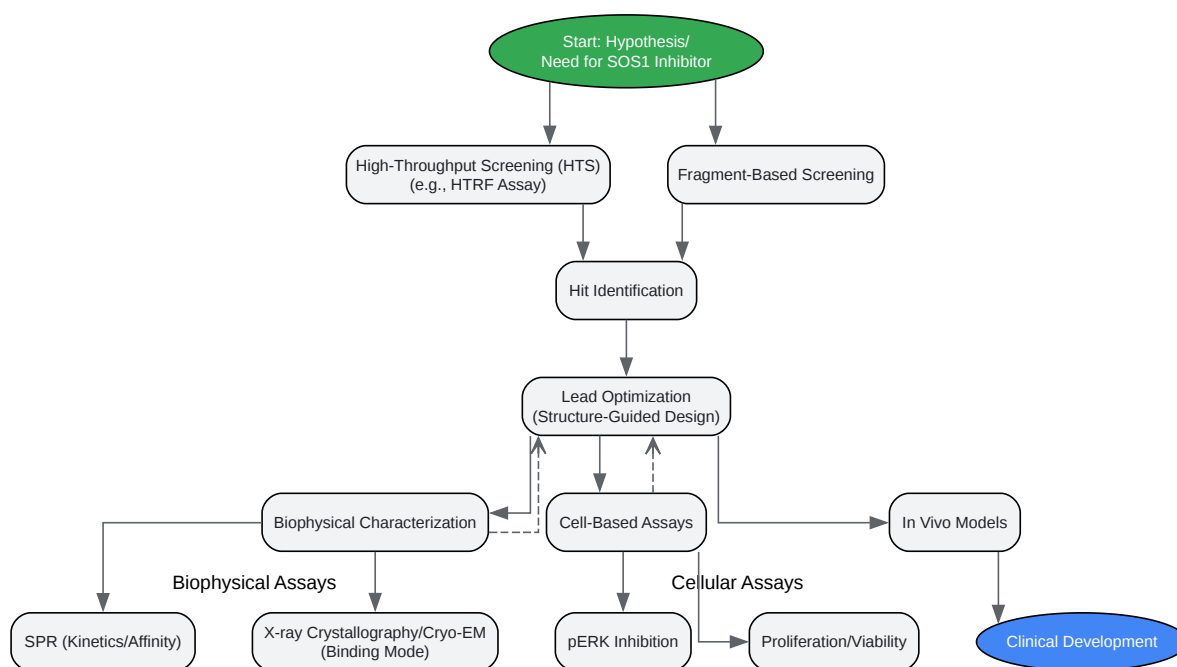 Start: Hypothesis/
Need for SOS1 Inhibitor
High-Throughput Screening (HTS)
(e.g., HTRF Assay)
Fragment-Based Screening
Hit Identification
Lead Optimization
(Structure-Guided Design)
Biophysical Characterization
Cell-Based Assays
In Vivo Models
Biophysical Assays
Cellular Assays
SPR (Kinetics/Affinity)
X-ray Crystallography/Cryo-EM
(Binding Mode)
pERK Inhibition
Proliferation/Viability
Clinical Development